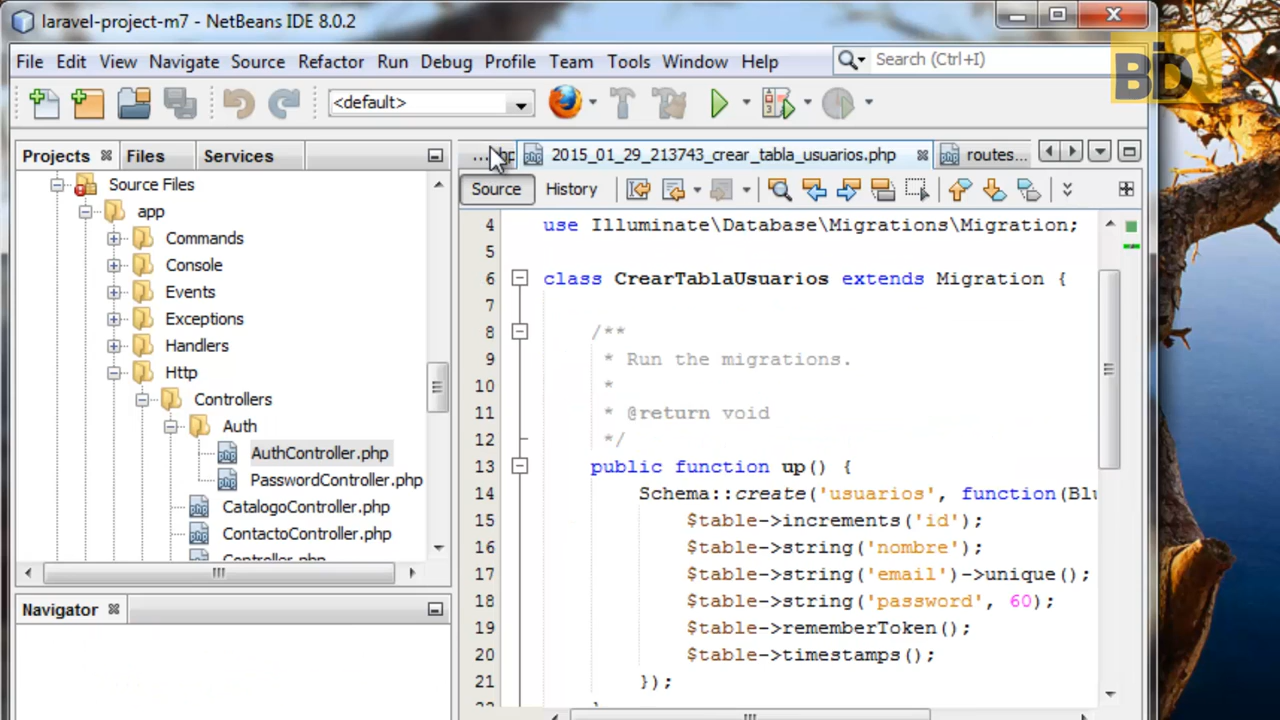 laravel-project-m7 - NetBeans IDE 8.0.2
File Edit View Navigate Source Refactor Run Debug Profile Team Tools Window Help
Search (Ctrl+I)
BD
<default>
Projects Files Services
2015_01_29_213743_crear_tabla_usuarios.php routes...
Source History
Source Files
app
Commands
Console
Events
Exceptions
Handlers
Http
Controllers
Auth
AuthController.php
PasswordController.php
CatalogoController.php
ContactoController.php
Controller.php
Navigator
4 use Illuminate\Database\Migrations\Migration;
5
6 class CrearTablaUsuarios extends Migration {
7
8 /**
9 * Run the migrations.
10 *
11 * @return void
12 */
13 public function up() {
14 Schema::create('usuarios', function(Blu
15 $table->increments('id');
16 $table->string('nombre');
17 $table->string('email')->unique();
18 $table->string('password', 60);
19 $table->rememberToken();
20 $table->timestamps();
21 });